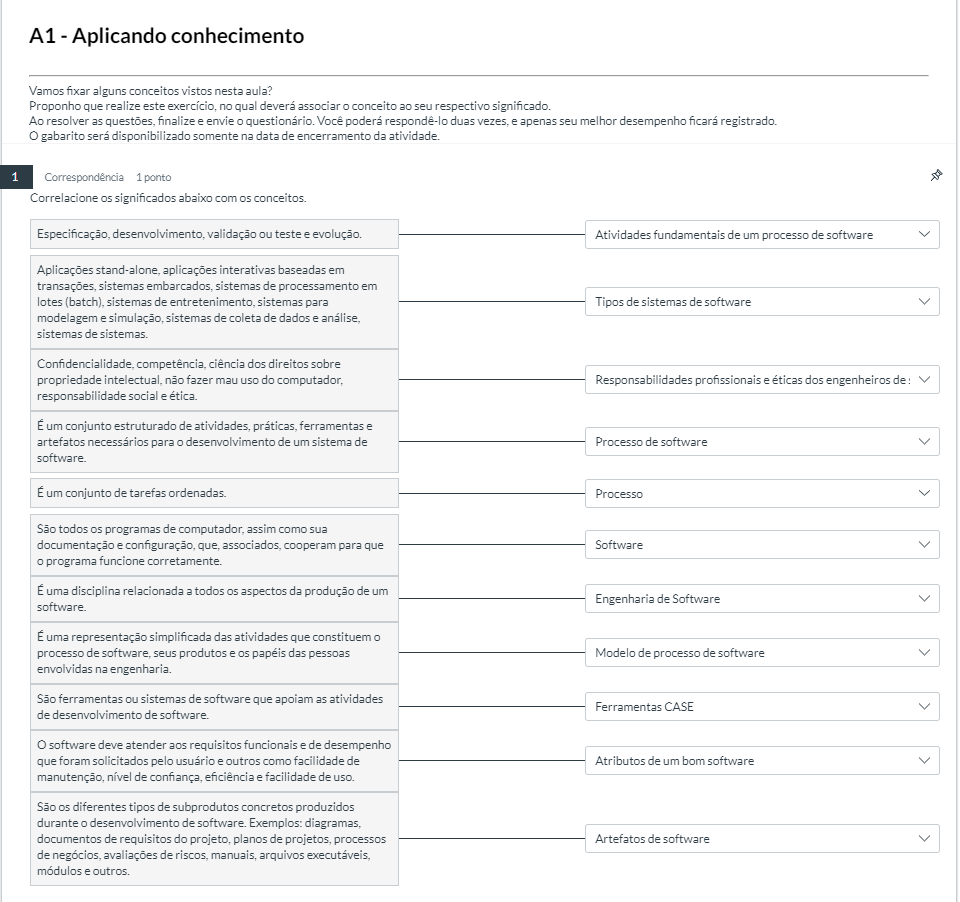 A1 - Aplicando conhecimento
Vamos fixar alguns conceitos vistos nesta aula?
Proponho que realize este exercício, no qual deverá associar o conceito ao seu respectivo significado.
Ao resolver as questões, finalize e envie o questionário. Você poderá respondê-lo duas vezes, e apenas seu melhor desempenho ficará registrado.
O gabarito será disponibilizado somente na data de encerramento da atividade.
1 Correspondência 1 ponto
Correlacione os significados abaixo com os conceitos.
Especificação, desenvolvimento, validação ou teste e evolução.
Atividades fundamentais de um processo de software
Aplicações stand-alone, aplicações interativas baseadas em
transações, sistemas embarcados, sistemas de processamento em
lotes (batch), sistemas de entretenimento, sistemas para
modelagem e simulação, sistemas de coleta de dados e análise,
sistemas de sistemas.
Tipos de sistemas de software
Confidencialidade, competência, ciência dos direitos sobre
propriedade intelectual, não fazer mau uso do computador,
responsabilidade social e ética.
Responsabilidades profissionais e éticas dos engenheiros de
É um conjunto estruturado de atividades, práticas, ferramentas e
artefatos necessários para o desenvolvimento de um sistema de
software.
Processo de software
É um conjunto de tarefas ordenadas.
Processo
São todos os programas de computador, assim como sua
documentação e configuração, que, associados, cooperam para que
o programa funcione corretamente.
Software
É uma disciplina relacionada a todos os aspectos da produção de um
software.
Engenharia de Software
É uma representação simplificada das atividades que constituem o
processo de software, seus produtos e os papéis das pessoas
envolvidas na engenharia.
Modelo de processo de software
São ferramentas ou sistemas de software que apoiam as atividades
de desenvolvimento de software.
Ferramentas CASE
O software deve atender aos requisitos funcionais e de desempenho
que foram solicitados pelo usuário e outros como facilidade de
manutenção, nível de confiança, eficiência e facilidade de uso.
Atributos de um bom software
São os diferentes tipos de subprodutos concretos produzidos
durante o desenvolvimento de software. Exemplos: diagramas,
documentos de requisitos do projeto, planos de projetos, processos
de negócios, avaliações de riscos, manuais, arquivos executáveis,
módulos e outros.
Artefatos de software